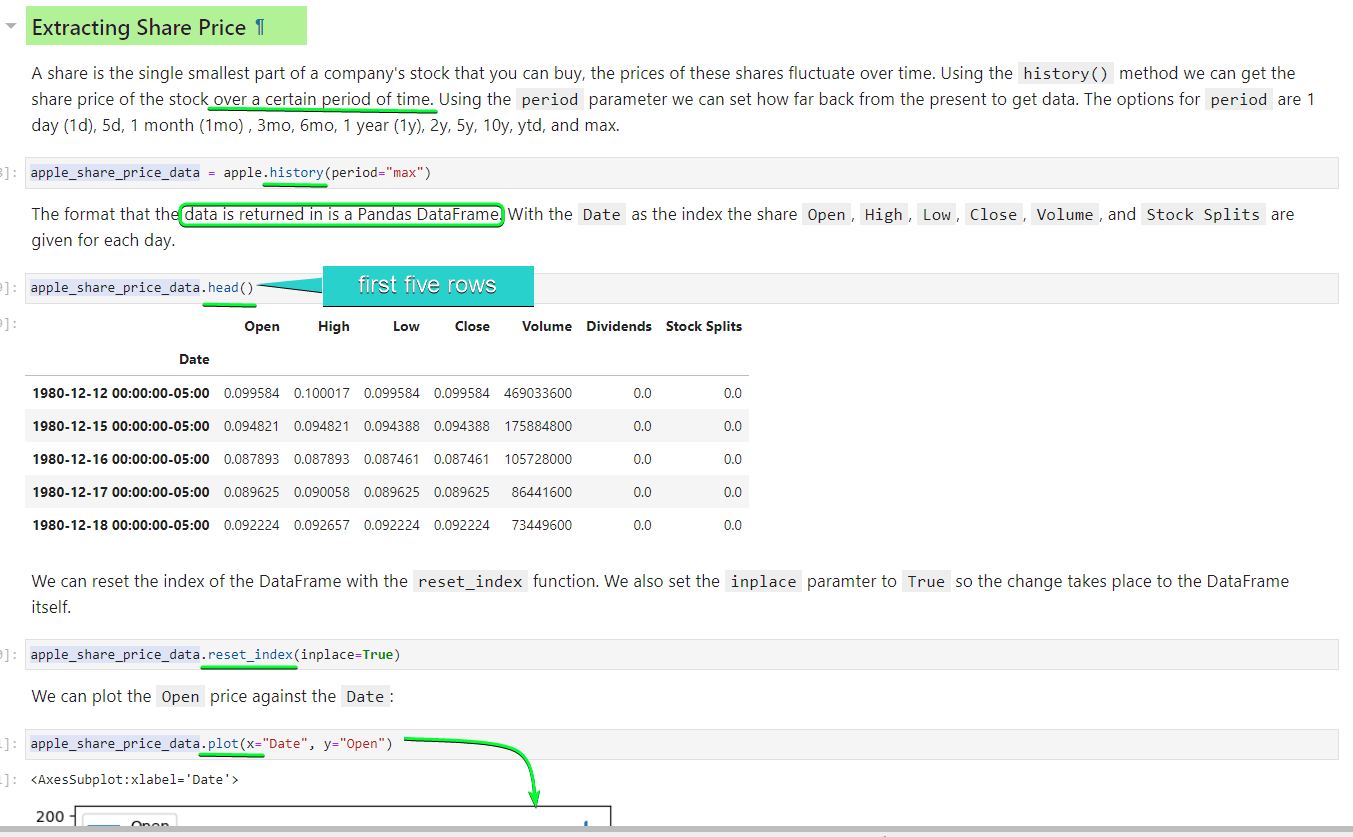 Extracting Share Price ¶
A share is the single smallest part of a company's stock that you can buy, the prices of these shares fluctuate over time. Using the history() method we can get the
share price of the stock over a certain period of time. Using the period parameter we can set how far back from the present to get data. The options for period are 1
day (1d), 5d, 1 month (1mo) , 3mo, 6mo, 1 year (1y), 2y, 5y, 10y, ytd, and max.
]: apple_share_price_data = apple.history(period="max")
The format that the data is returned in is a Pandas DataFrame. With the Date as the index the share Open, High, Low, Close, Volume, and Stock Splits are
given for each day.
]: apple_share_price_data.head() first five rows
]:
Open High Low Close Volume Dividends Stock Splits
Date
1980-12-12 00:00:00-05:00 0.099584 0.100017 0.099584 0.099584 469033600 0.0 0.0
1980-12-15 00:00:00-05:00 0.094821 0.094821 0.094388 0.094388 175884800 0.0 0.0
1980-12-16 00:00:00-05:00 0.087893 0.087893 0.087461 0.087461 105728000 0.0 0.0
1980-12-17 00:00:00-05:00 0.089625 0.090058 0.089625 0.089625 86441600 0.0 0.0
1980-12-18 00:00:00-05:00 0.092224 0.092657 0.092224 0.092224 73449600 0.0 0.0
We can reset the index of the DataFrame with the reset_index function. We also set the inplace paramter to True so the change takes place to the DataFrame
itself.
]: apple_share_price_data.reset_index(inplace=True)
We can plot the Open price against the Date:
]: apple_share_price_data.plot(x="Date", y="Open")
]: <AxesSubplot:xlabel='Date'>
200
Open